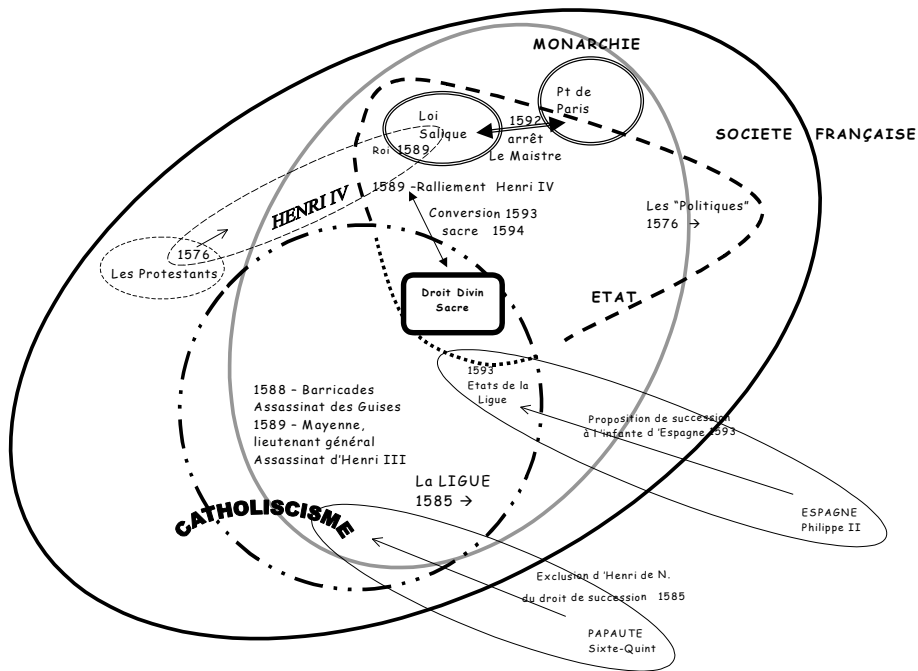 MONARCHIE
Pt de
Paris
Loi
Salique
1592
arrêt
Le Maistre
Roi 1589
SOCIETE FRANÇAISE
1589 –Ralliement Henri IV
HENRI IV
Conversion 1593
sacre 1594
Les “Politiques”
1576 →
1576
Les Protestants
Droit Divin
Sacre
ETAT
1593
Etats de la
Ligue
1588 – Barricades
Assassinat des Guises
1589 – Mayenne,
lieutenant général
Assassinat d’Henri III
Proposition de succession
à l’infante d’Espagne 1593
La LIGUE
1585 →
CATHOLISCISME
ESPAGNE
Philippe II
Exclusion d’Henri de N.
du droit de succession 1585
PAPAUTE
Sixte-Quint